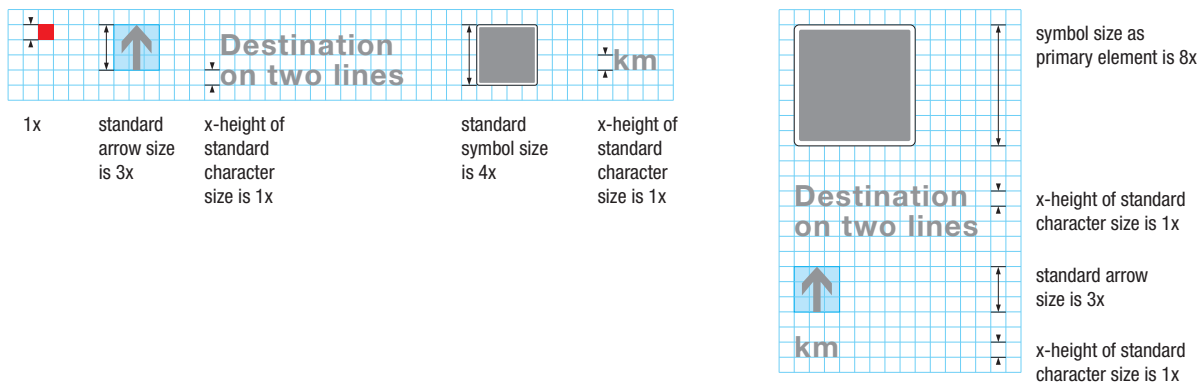 Destination
on two lines
km
1x
standard
arrow size
is 3x
x-height of
standard
character
size is 1x
standard
symbol size
is 4x
x-height of
standard
character
size is 1x
symbol size as
primary element is 8x
Destination
on two lines
x-height of standard
character size is 1x
standard arrow
size is 3x
km
x-height of standard
character size is 1x